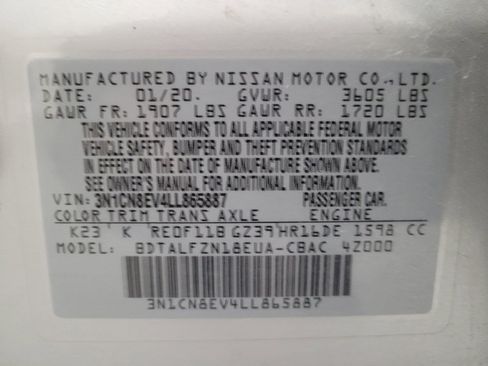 MANUFACTURED BY NISSAN MOTOR CO.,LTD.
DATE: 01/20. GVWR: 3605 LBS
GAWR FR: 1907 LBS GAWR RR: 1720 LBS
THIS VEHICLE CONFORMS TO ALL APPLICABLE FEDERAL MOTOR
VEHICLE SAFETY, BUMPER AND THEFT PREVENTION STANDARDS
IN EFFECT ON THE DATE OF MANUFACTURE SHOWN ABOVE.
SEE OWNER'S MANUAL FOR ADDITIONAL INFORMATION.
VIN: 3N1CN8EV4LL865887 PASSENGER CAR.
COLOR TRIM TRANS AXLE ENGINE
K23 K RE0F11B GZ39 HR16DE 1598 CC
MODEL: BDTALFZN18EUA-CBAC 4Z000
3N1CN8EV4LL865887